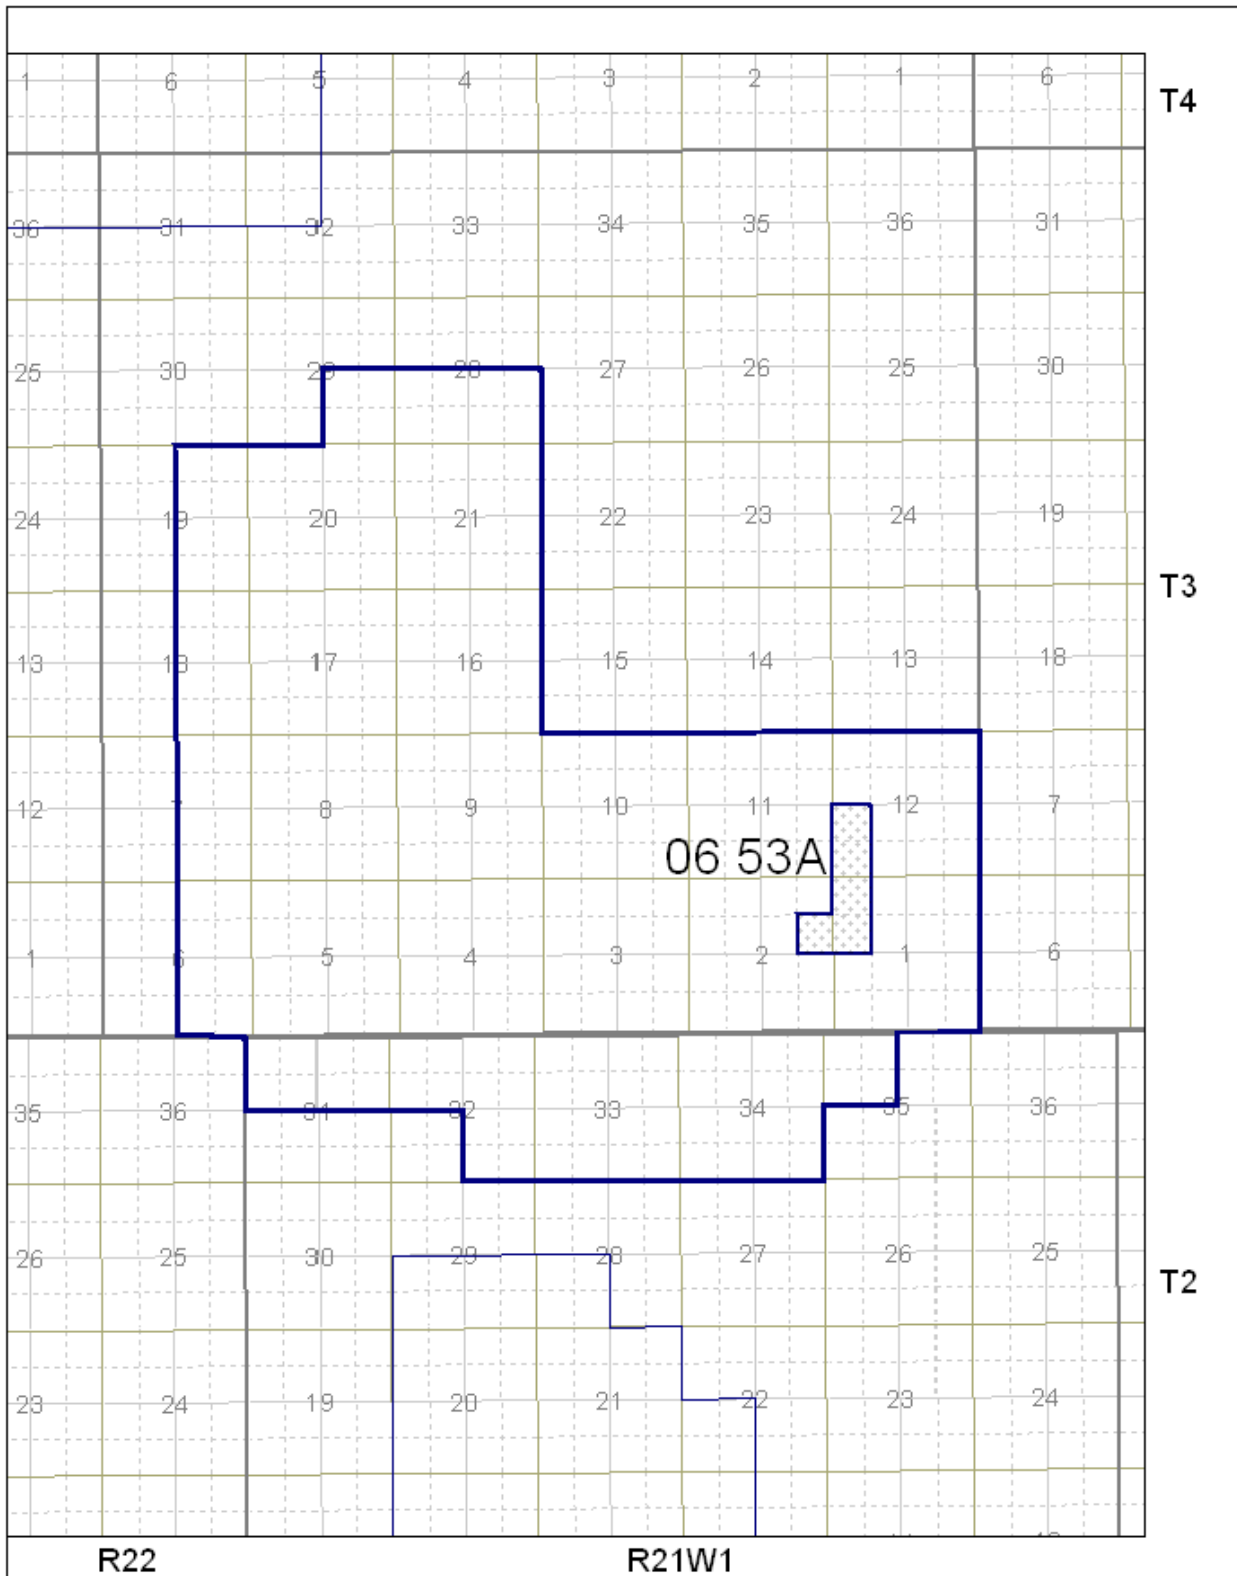 1 6 5 4 3 2 1 6
T4
36 31 32 33 34 35 36 31
25 30 29 28 27 26 25 30
24 19 20 21 22 23 24 19
T3
13 18 17 16 15 14 13 18
12 7 8 9 10 11 12 7
06 53A
1 6 5 4 3 2 1 6
35 36 31 32 33 34 35 36
26 25 30 29 28 27 26 25
T2
23 24 19 20 21 22 23 24
R22 R21W1